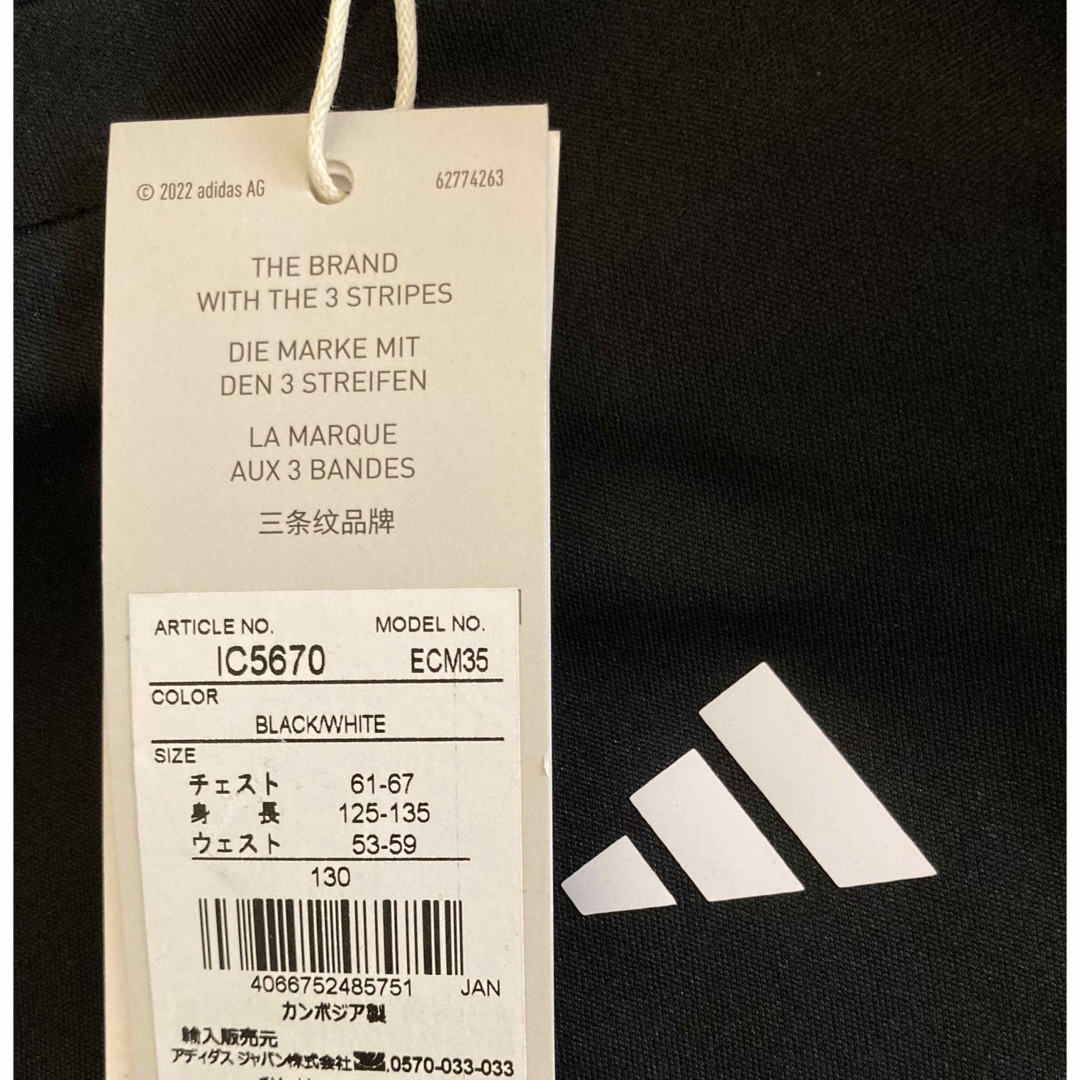 © 2022 adidas AG 62774263
THE BRAND
WITH THE 3 STRIPES
DIE MARKE MIT
DEN 3 STREIFEN
LA MARQUE
AUX 3 BANDES
三条纹品牌
ARTICLE NO. MODEL NO.
IC5670 ECM35
COLOR
BLACK/WHITE
SIZE
チェスト 61-67
身 長 125-135
ウェスト 53-59
130
4066752485751 JAN
カンボジア製
輸入販売元
アディダス ジャパン株式会社 0570-033-033